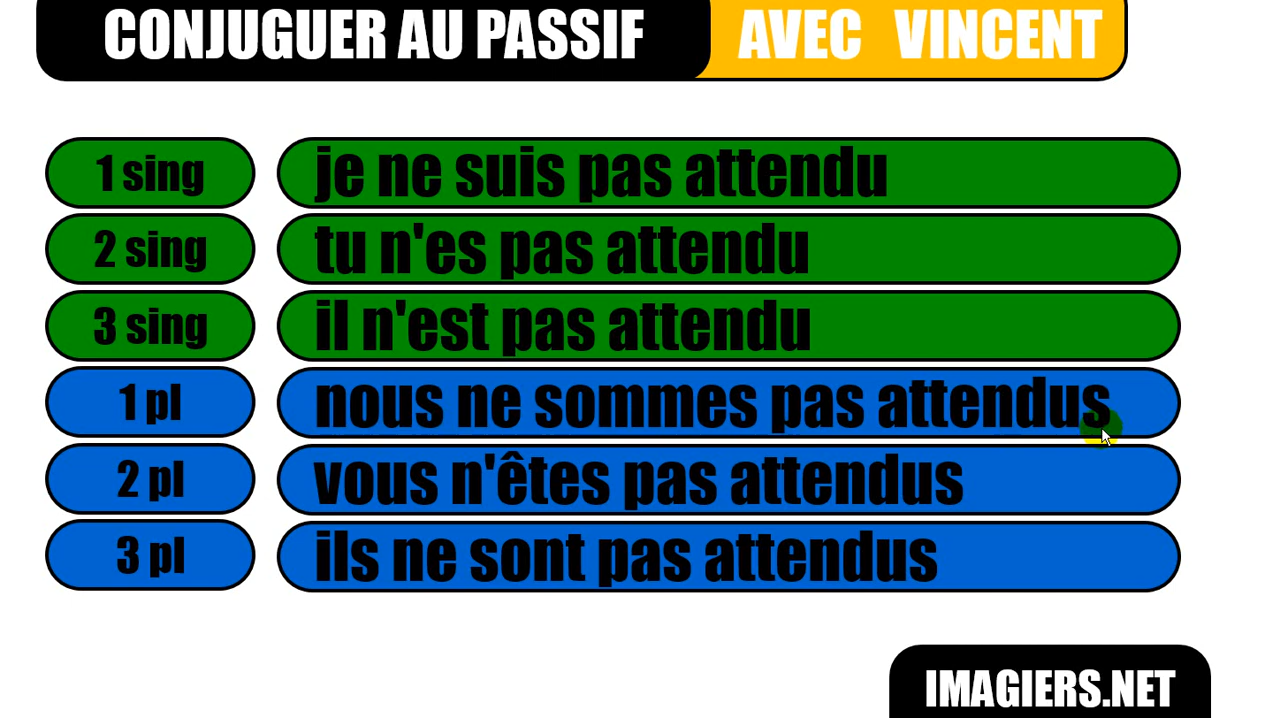 CONJUGUER AU PASSIF AVEC VINCENT
1 sing je ne suis pas attendu
2 sing tu n'es pas attendu
3 sing il n'est pas attendu
1 pl nous ne sommes pas attendus
2 pl vous n'êtes pas attendus
3 pl ils ne sont pas attendus
IMAGIERS.NET